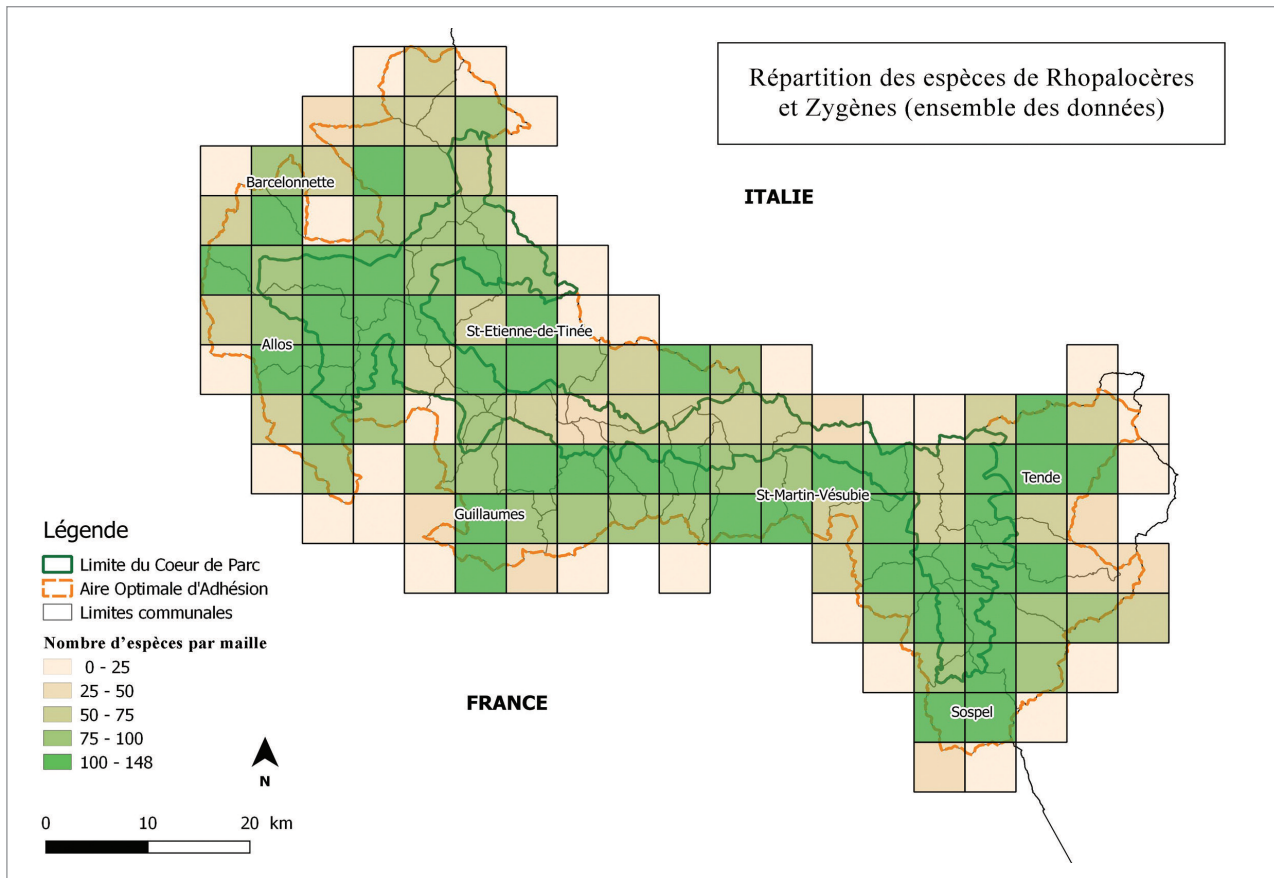 Répartition des espèces de Rhopalocères
et Zygènes (ensemble des données)
ITALIE
Barcelonnette
St-Etienne-de-Tinée
Allos
Tende
St-Martin-Vésubie
Guillaumes
Sospel
FRANCE
Légende
Limite du Coeur de Parc
Aire Optimale d'Adhésion
Limites communales
Nombre d'espèces par maille
0 - 25
25 - 50
50 - 75
75 - 100
100 - 148
N
0 10 20 km